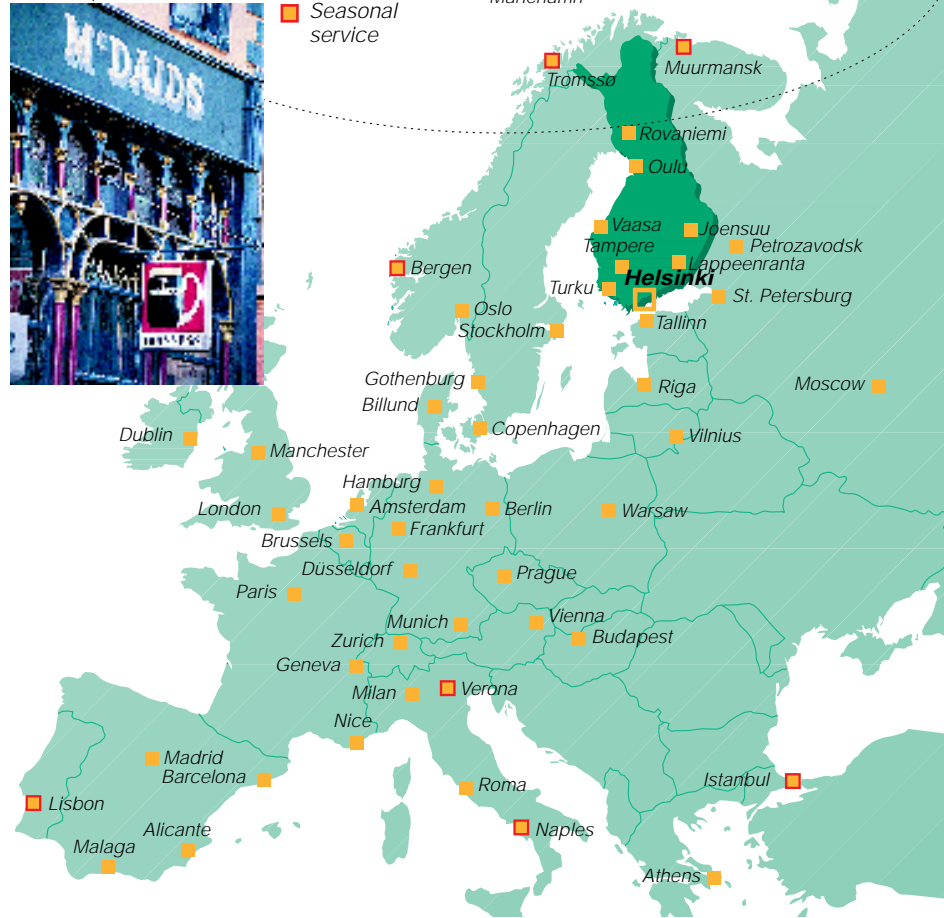 Seasonal
service
McDAIDS
GUINNESS
Tromssø
Muurmansk
Rovaniemi
Oulu
Vaasa
Joensuu
Tampere
Petrozavodsk
Lappeenranta
Helsinki
Turku
St. Petersburg
Bergen
Oslo
Stockholm
Tallinn
Gothenburg
Riga
Moscow
Billund
Copenhagen
Vilnius
Dublin
Manchester
Hamburg
Amsterdam
London
Berlin
Warsaw
Frankfurt
Brussels
Düsseldorf
Prague
Paris
Munich
Vienna
Zurich
Budapest
Geneva
Milan
Verona
Nice
Madrid
Barcelona
Roma
Istanbul
Lisbon
Alicante
Naples
Malaga
Athens